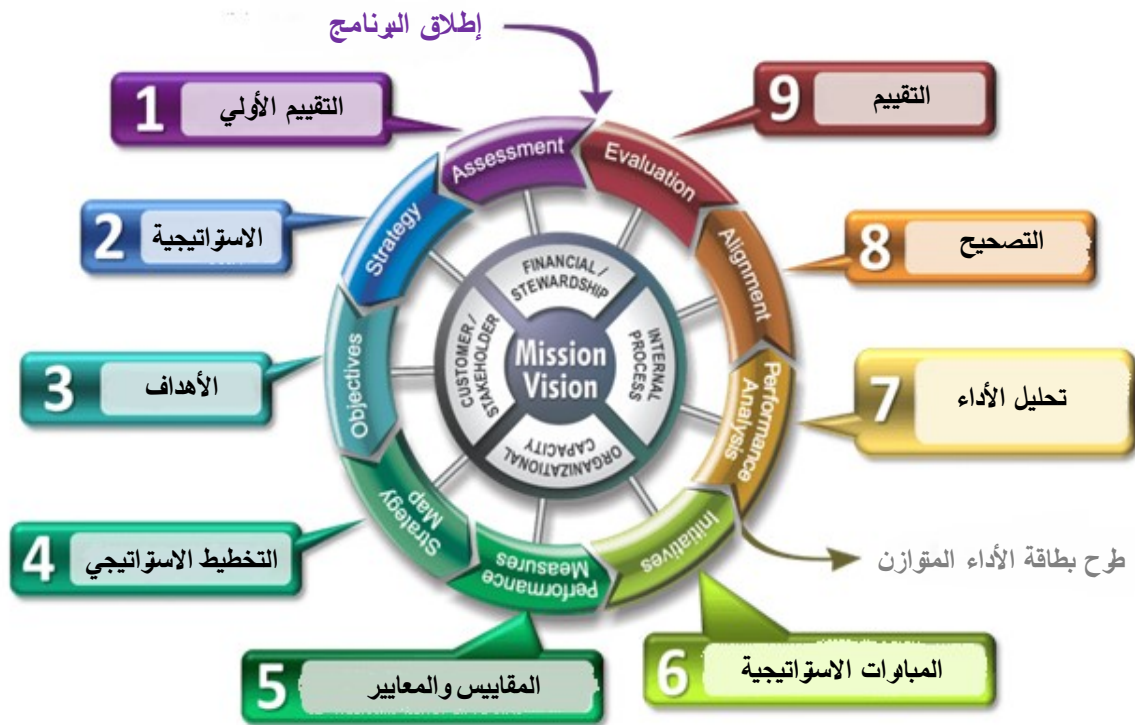 إطلاق البرنامج
1
التقييم الأولي
2
الاستراتيجية
3
الأهداف
4
التخطيط الاستراتيجي
5
المقاييس والمعايير
6
المبادرات الاستراتيجية
7
تحليل الأداء
8
التصحيح
9
التقييم
طرح بطاقة الأداء المتوازن
Assessment
Strategy
Objectives
Strategy
Map
Performance
Measures
Initiatives
Performance
Analysis
Alignment
Evaluation
FINANCIAL /
STEWARDSHIP
CUSTOMER /
STAKEHOLDER
INTERNAL
PROCESS
ORGANIZATIONAL
CAPACITY
Mission
Vision